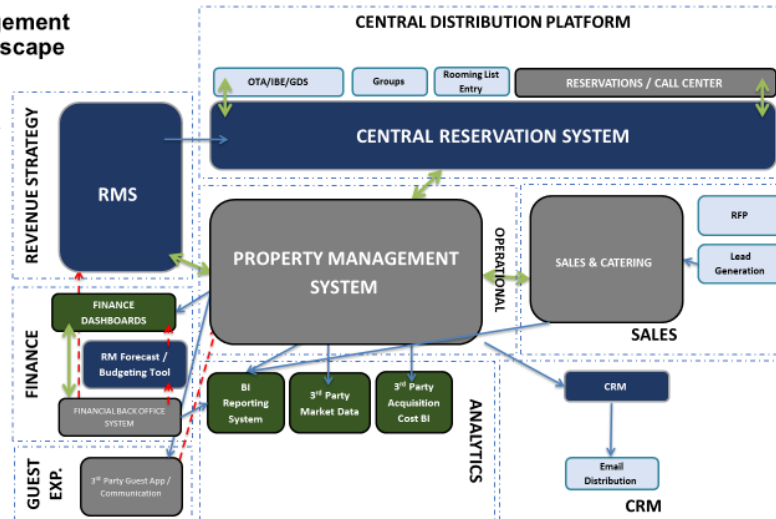 gement
scape
CENTRAL DISTRIBUTION PLATFORM
OTA/IBE/GDS
Groups
Rooming List
Entry
RESERVATIONS / CALL CENTER
CENTRAL RESERVATION SYSTEM
REVENUE STRATEGY
RMS
PROPERTY MANAGEMENT
SYSTEM
OPERATIONAL
SALES & CATERING
RFP
Lead
Generation
SALES
FINANCE
FINANCE
DASHBOARDS
RM Forecast /
Budgeting Tool
FINANCIAL BACK OFFICE
SYSTEM
BI
Reporting
System
3rd Party
Market Data
3rd Party
Acquisition
Cost BI
ANALYTICS
CRM
Email
Distribution
CRM
GUEST
EXP.
3rd Party Guest App /
Communication